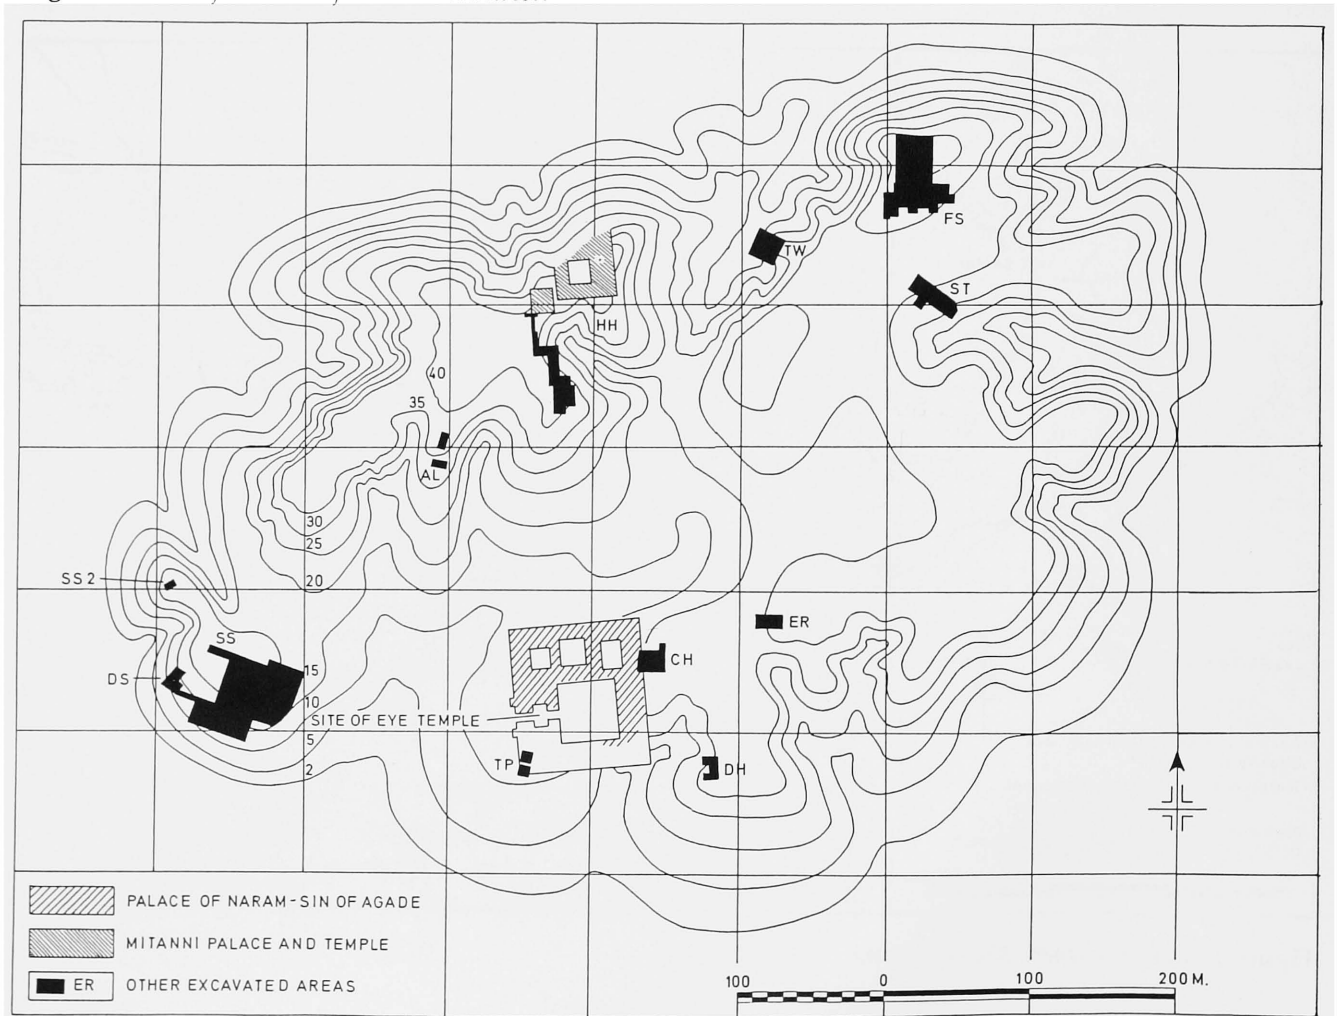 FS
TW
ST
HH
40
35
AL
30
25
20
SS2
ER
SS
CH
DS
15
10
SITE OF EYE TEMPLE
5
TP
DH
2
PALACE OF NARAM-SIN OF AGADE
MITANNI PALACE AND TEMPLE
ER OTHER EXCAVATED AREAS
100 0 100 200 M.